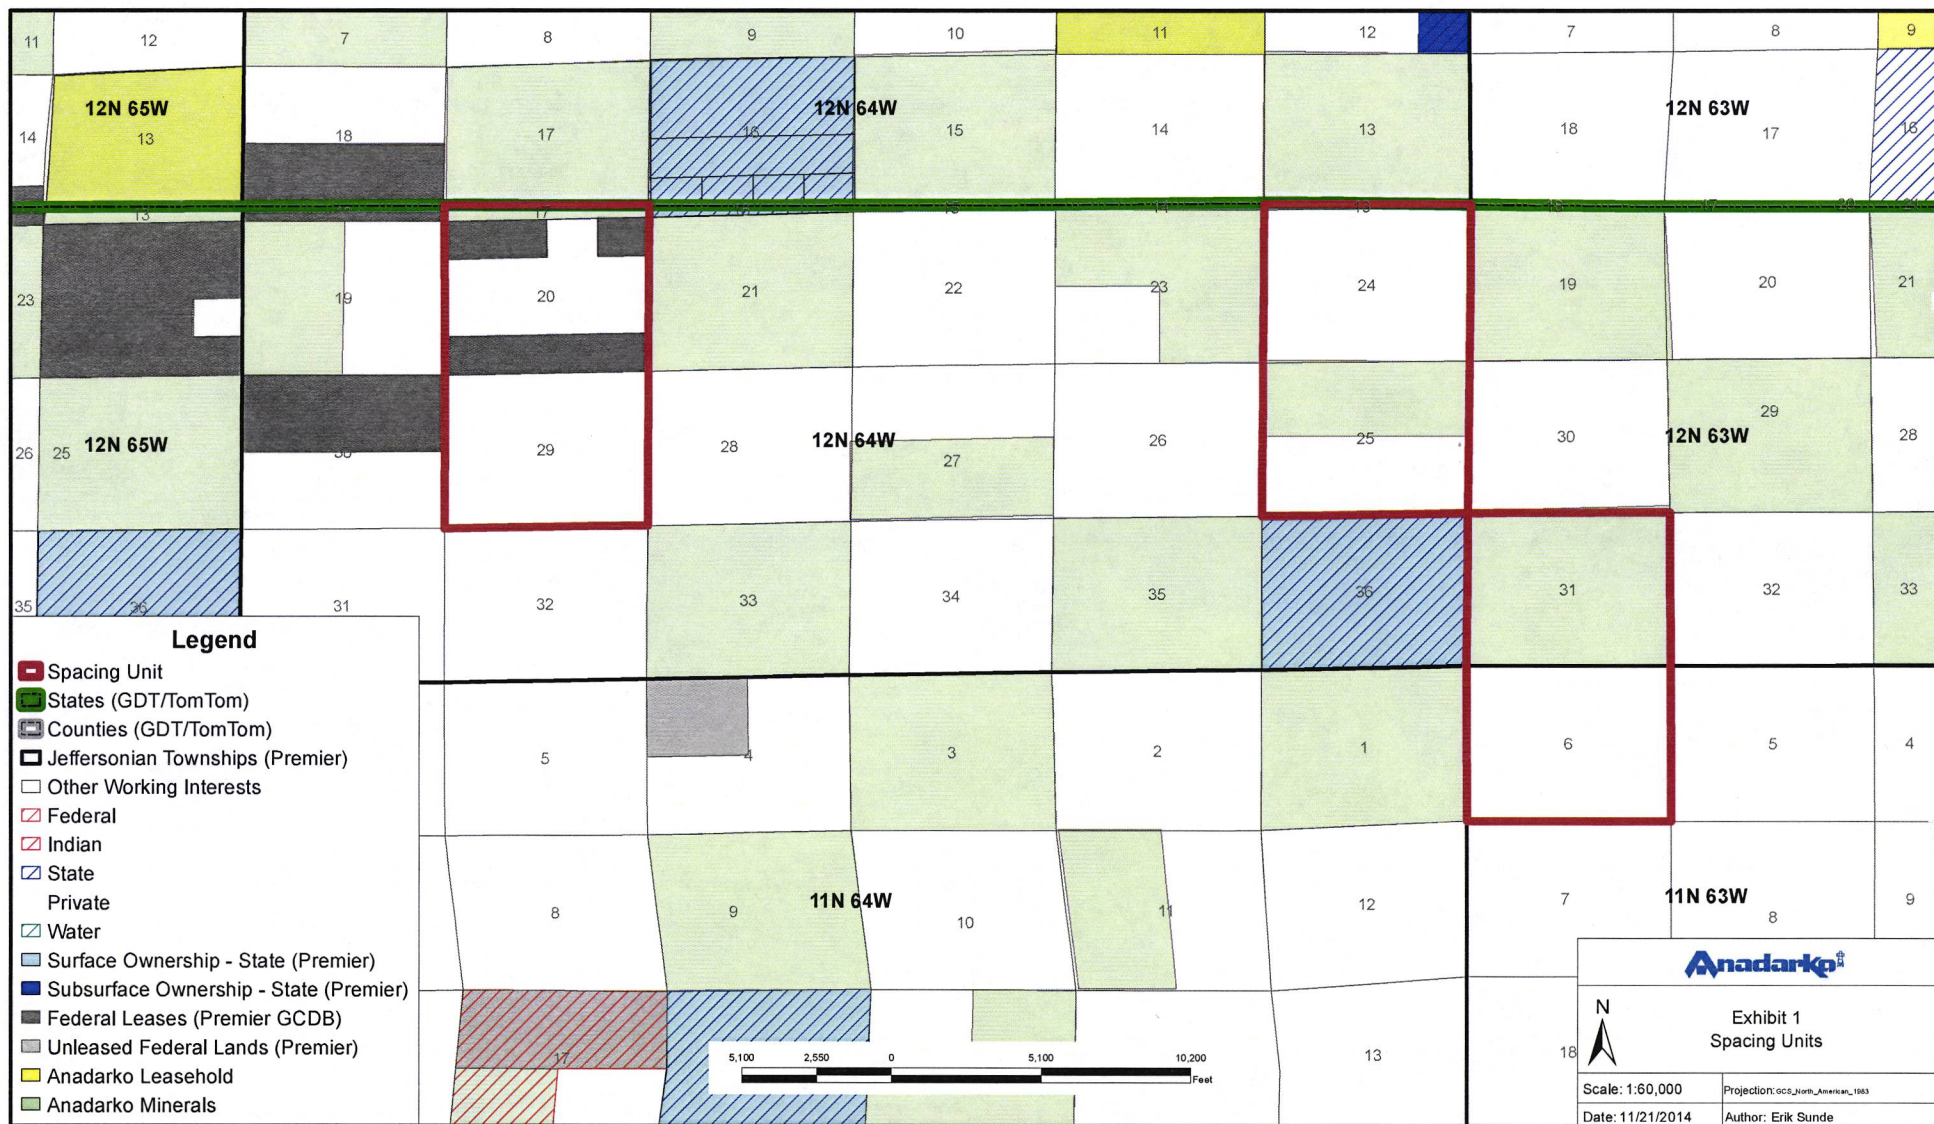 11 12 7 8 9 10 11 12 7 8 9
12N 65W 12N 64W 12N 63W
14 13 18 17 16 15 14 13 18 17 16
13 17 15 14 13 18 17 20 21
23 19 20 21 22 23 24 19 20 21
12N 65W 12N 64W 12N 63W
26 25 30 29 28 27 26 25 30 29 28
35 36 31 32 33 34 35 36 31 32 33
5 4 3 2 1 6 5 4
11N 64W 11N 63W
8 9 10 11 12 7 8 9
17 13 18
Legend
Spacing Unit
States (GDT/TomTom)
Counties (GDT/TomTom)
Jeffersonian Townships (Premier)
Other Working Interests
Federal
Indian
State
Private
Water
Surface Ownership - State (Premier)
Subsurface Ownership - State (Premier)
Federal Leases (Premier GCDB)
Unleased Federal Lands (Premier)
Anadarko Leasehold
Anadarko Minerals
5,100 2,550 0 5,100 10,200
Feet
Anadarko
N
Exhibit 1
Spacing Units
Scale: 1:60,000
Projection: GCS_North_American_1983
Date: 11/21/2014
Author: Erik Sunde